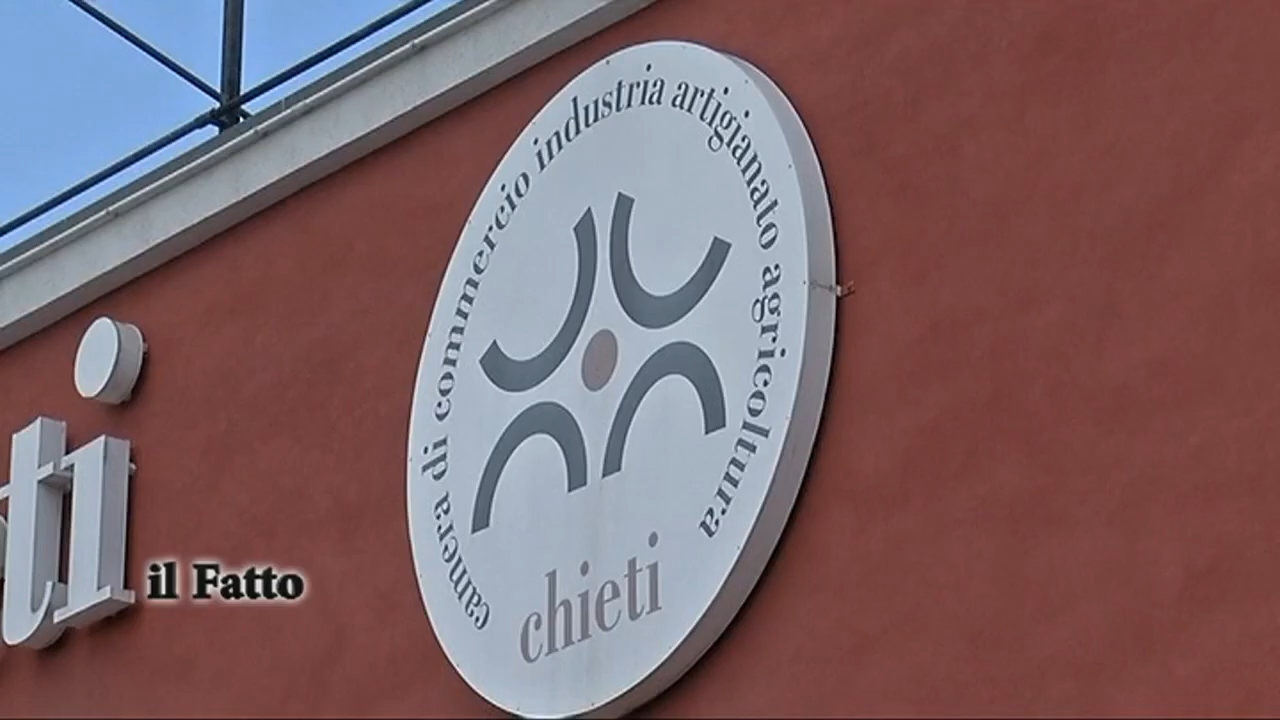 camera di commercio industria artigianato agricoltura
chieti
ti
il Fatto